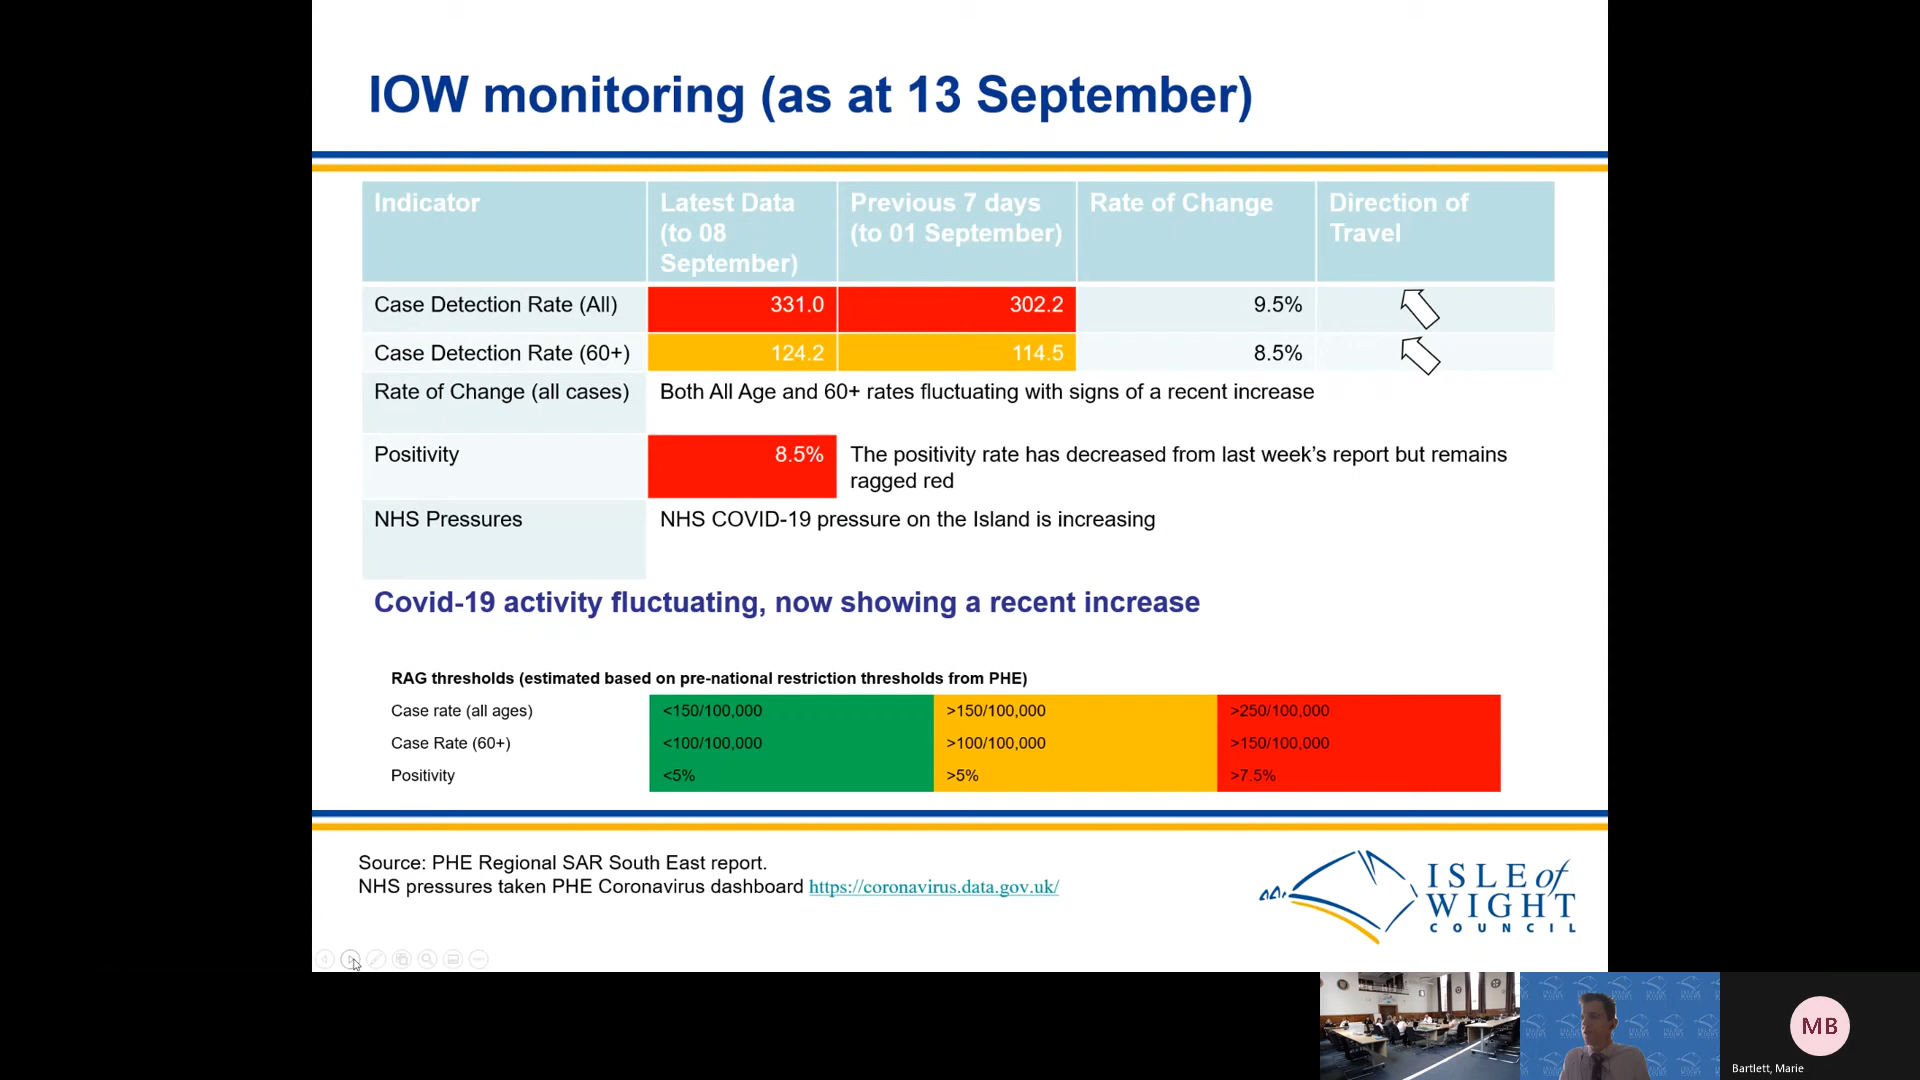 IOW monitoring (as at 13 September)
Indicator
Latest Data
(to 08
September)
Previous 7 days
(to 01 September)
Rate of Change
Direction of
Travel
Case Detection Rate (All)
331.0
302.2
9.5%
Case Detection Rate (60+)
124.2
114.5
8.5%
Rate of Change (all cases)
Both All Age and 60+ rates fluctuating with signs of a recent increase
Positivity
8.5%
The positivity rate has decreased from last week's report but remains
ragged red
NHS Pressures
NHS COVID-19 pressure on the Island is increasing
Covid-19 activity fluctuating, now showing a recent increase
RAG thresholds (estimated based on pre-national restriction thresholds from PHE)
Case rate (all ages)
<150/100,000
>150/100,000
>250/100,000
Case Rate (60+)
<100/100,000
>100/100,000
>150/100,000
Positivity
<5%
>5%
>7.5%
Source: PHE Regional SAR South East report.
NHS pressures taken PHE Coronavirus dashboard https://coronavirus.data.gov.uk/
ISLE of
WIGHT
COUNCIL
MB
Bartlett, Marie